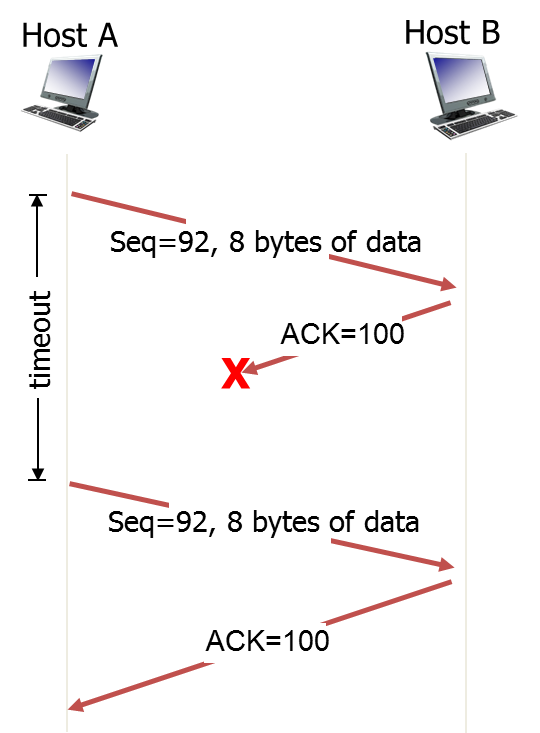 Host A
Host B
Seq=92, 8 bytes of data
ACK=100
X
timeout
Seq=92, 8 bytes of data
ACK=100